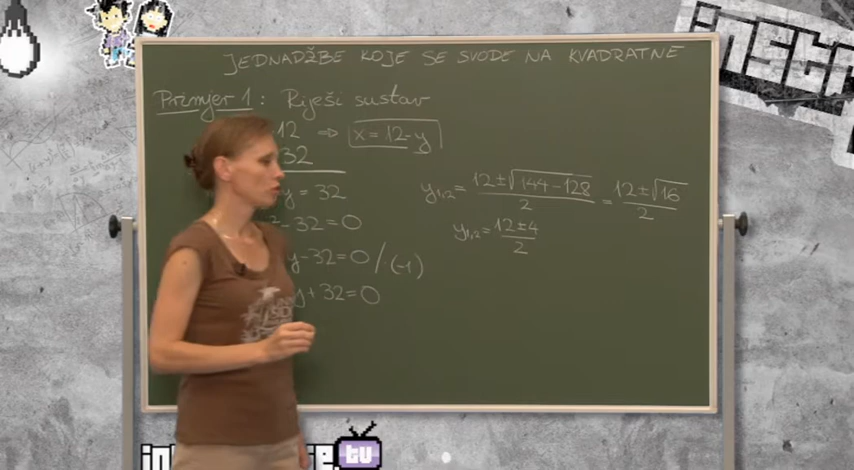 JEDNADŽBE KOJE SE SVODE NA KVADRATNE
Primjer 1: Riješi sustav
12 ⇒ x = 12-y
32
y = 32
-32=0
y-32=0 /(-1)
y+32=0
y₁,₂ = (12±√(144-128))/2 = (12±√16)/2
y₁,₂ = (12±4)/2
tv